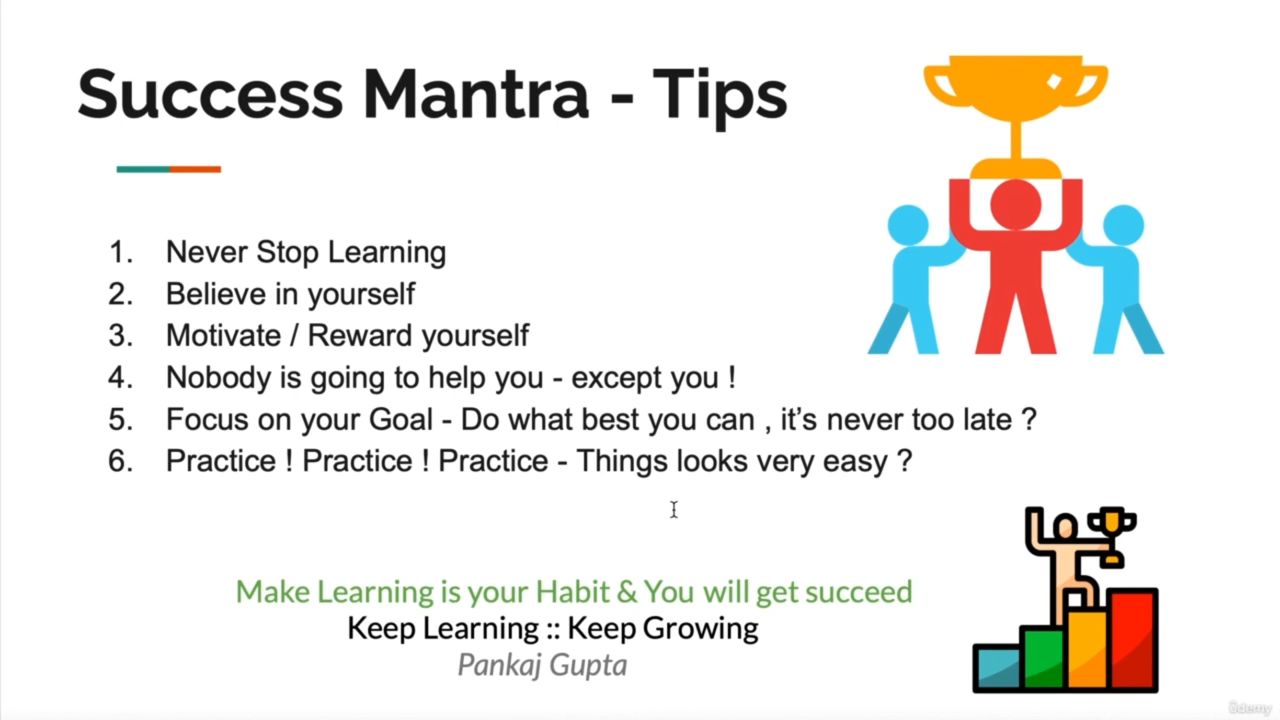 Success Mantra - Tips
1. Never Stop Learning
2. Believe in yourself
3. Motivate / Reward yourself
4. Nobody is going to help you - except you !
5. Focus on your Goal - Do what best you can , it’s never too late ?
6. Practice ! Practice ! Practice - Things looks very easy ?
Make Learning is your Habit & You will get succeed
Keep Learning :: Keep Growing
Pankaj Gupta
Udemy